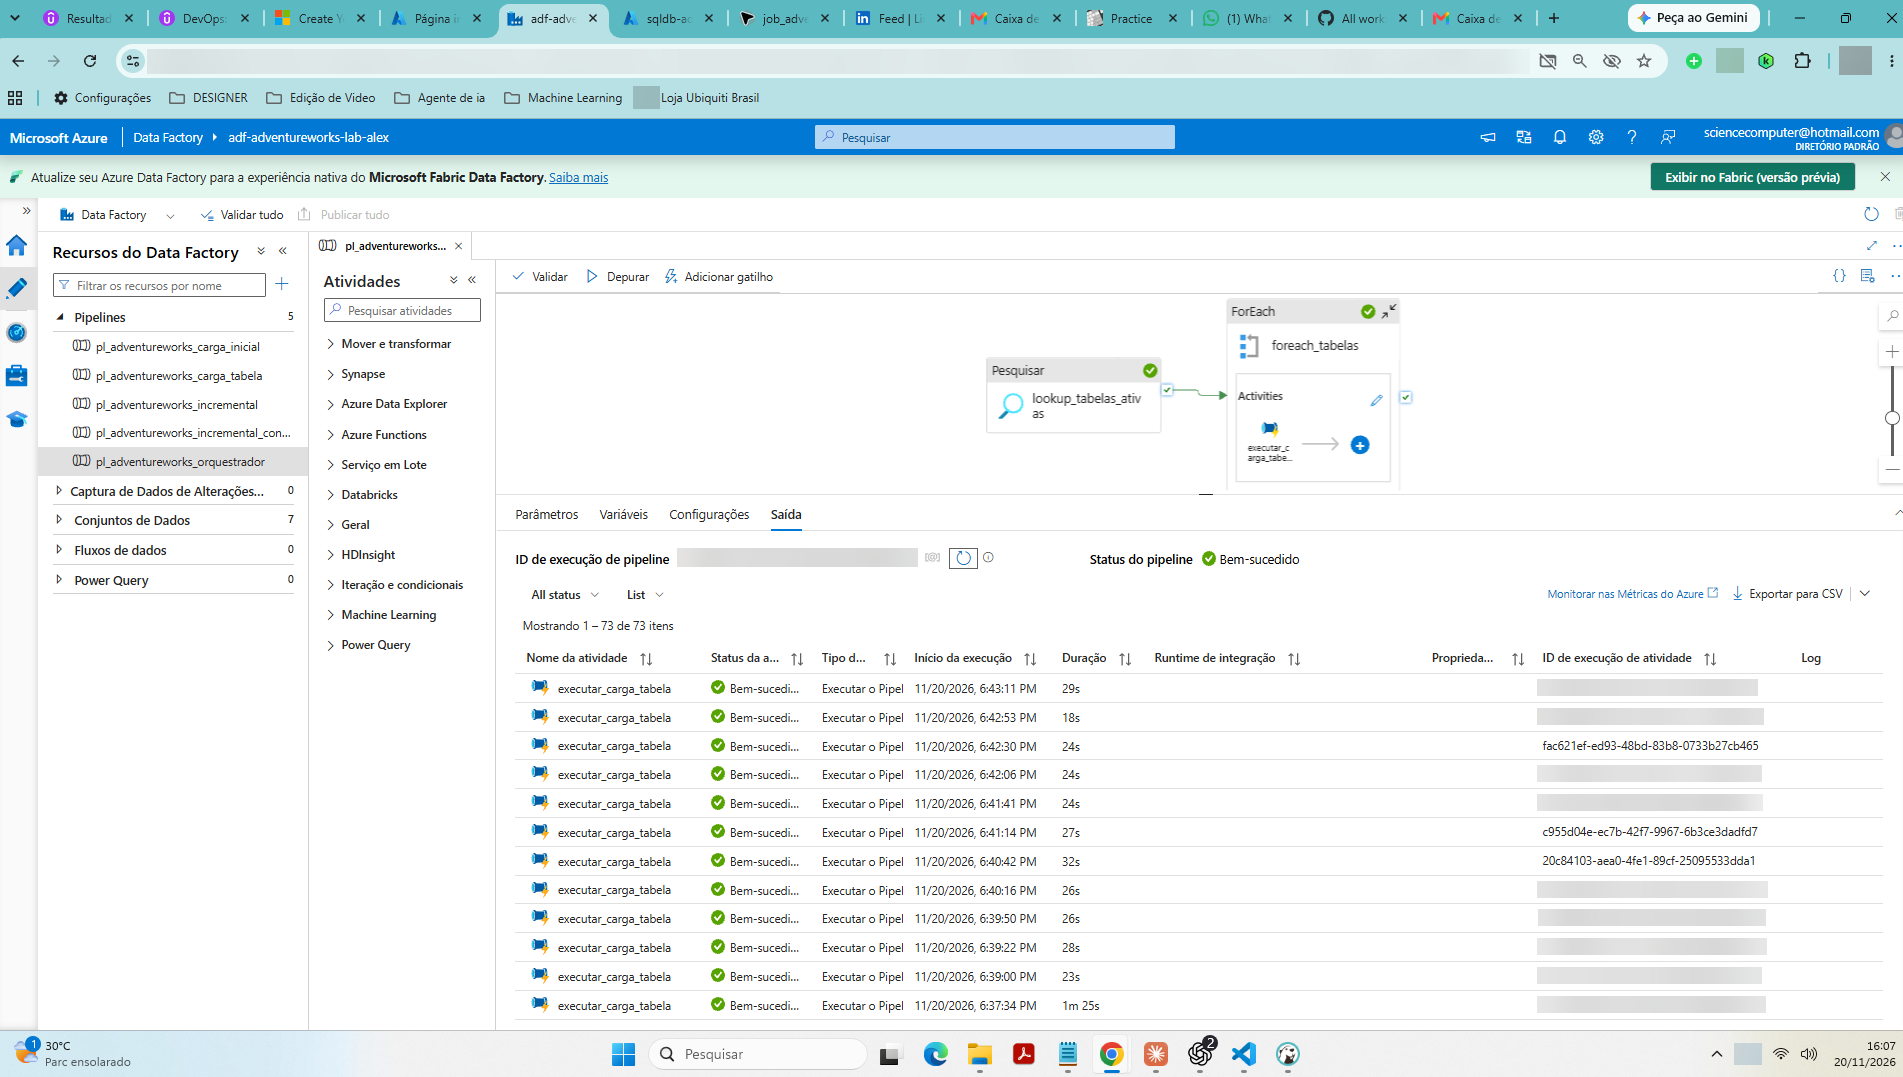 Resultad
DevOps:
Create Y
Página i
adf-adve
sqldb-ad
job_adve
Feed | Li
Caixa de
Practice
(1) What
All work
Caixa de
Peça ao Gemini
Configurações
DESIGNER
Edição de Video
Agente de ia
Machine Learning
Loja Ubiquiti Brasil
Microsoft Azure
Data Factory
adf-adventureworks-lab-alex
Pesquisar
sciencecomputer@hotmail.com
DIRETÓRIO PADRÃO
Atualize seu Azure Data Factory para a experiência nativa do Microsoft Fabric Data Factory. Saiba mais
Exibir no Fabric (versão prévia)
Data Factory
Validar tudo
Publicar tudo
Recursos do Data Factory
Filtrar os recursos por nome
Pipelines 5
pl_adventureworks_carga_inicial
pl_adventureworks_carga_tabela
pl_adventureworks_incremental
pl_adventureworks_incremental_con...
pl_adventureworks_orquestrador
Captura de Dados de Alterações... 0
Conjuntos de Dados 7
Fluxos de dados 0
Power Query 0
pl_adventureworks...
Atividades
Pesquisar atividades
Mover e transformar
Synapse
Azure Data Explorer
Azure Functions
Serviço em Lote
Databricks
Geral
HDInsight
Iteração e condicionais
Machine Learning
Power Query
Validar
Depurar
Adicionar gatilho
Pesquisar
lookup_tabelas_ativ
as
ForEach
foreach_tabelas
Activities
executar_c
arga_tabe...
Parâmetros
Variáveis
Configurações
Saída
ID de execução de pipeline
Status do pipeline
Bem-sucedido
All status
List
Monitorar nas Métricas do Azure
Exportar para CSV
Mostrando 1 – 73 de 73 itens
Nome da atividade Status da a... Tipo d... Início da execução Duração Runtime de integração Proprieda... ID de execução de atividade Log
executar_carga_tabela Bem-sucedi... Executar o Pipel 11/20/2026, 6:43:11 PM 29s
executar_carga_tabela Bem-sucedi... Executar o Pipel 11/20/2026, 6:42:53 PM 18s
executar_carga_tabela Bem-sucedi... Executar o Pipel 11/20/2026, 6:42:30 PM 24s fac621ef-ed93-48bd-83b8-0733b27cb465
executar_carga_tabela Bem-sucedi... Executar o Pipel 11/20/2026, 6:42:06 PM 24s
executar_carga_tabela Bem-sucedi... Executar o Pipel 11/20/2026, 6:41:41 PM 24s
executar_carga_tabela Bem-sucedi... Executar o Pipel 11/20/2026, 6:41:14 PM 27s c955d04e-ec7b-42f7-9967-6b3ce3dadfd7
executar_carga_tabela Bem-sucedi... Executar o Pipel 11/20/2026, 6:40:42 PM 32s 20c84103-aea0-4fe1-89cf-25095533dda1
executar_carga_tabela Bem-sucedi... Executar o Pipel 11/20/2026, 6:40:16 PM 26s
executar_carga_tabela Bem-sucedi... Executar o Pipel 11/20/2026, 6:39:50 PM 26s
executar_carga_tabela Bem-sucedi... Executar o Pipel 11/20/2026, 6:39:22 PM 28s
executar_carga_tabela Bem-sucedi... Executar o Pipel 11/20/2026, 6:39:00 PM 23s
executar_carga_tabela Bem-sucedi... Executar o Pipel 11/20/2026, 6:37:34 PM 1m 25s
1
30°C
Parc ensolarado
Pesquisar
2
16:07
20/11/2026